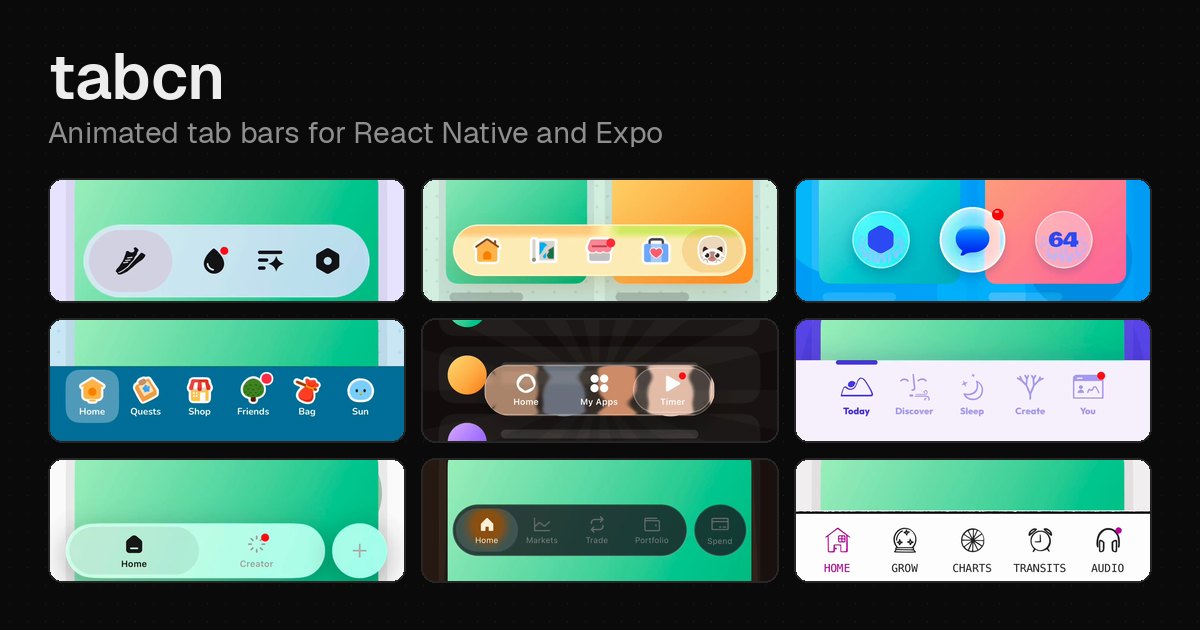 tabcn
Animated tab bars for React Native and Expo
64
Home Quests Shop Friends Bag Sun
Home My Apps Timer
Today Discover Sleep Create You
Home Creator
Home Markets Trade Portfolio Spend
HOME GROW CHARTS TRANSITS AUDIO